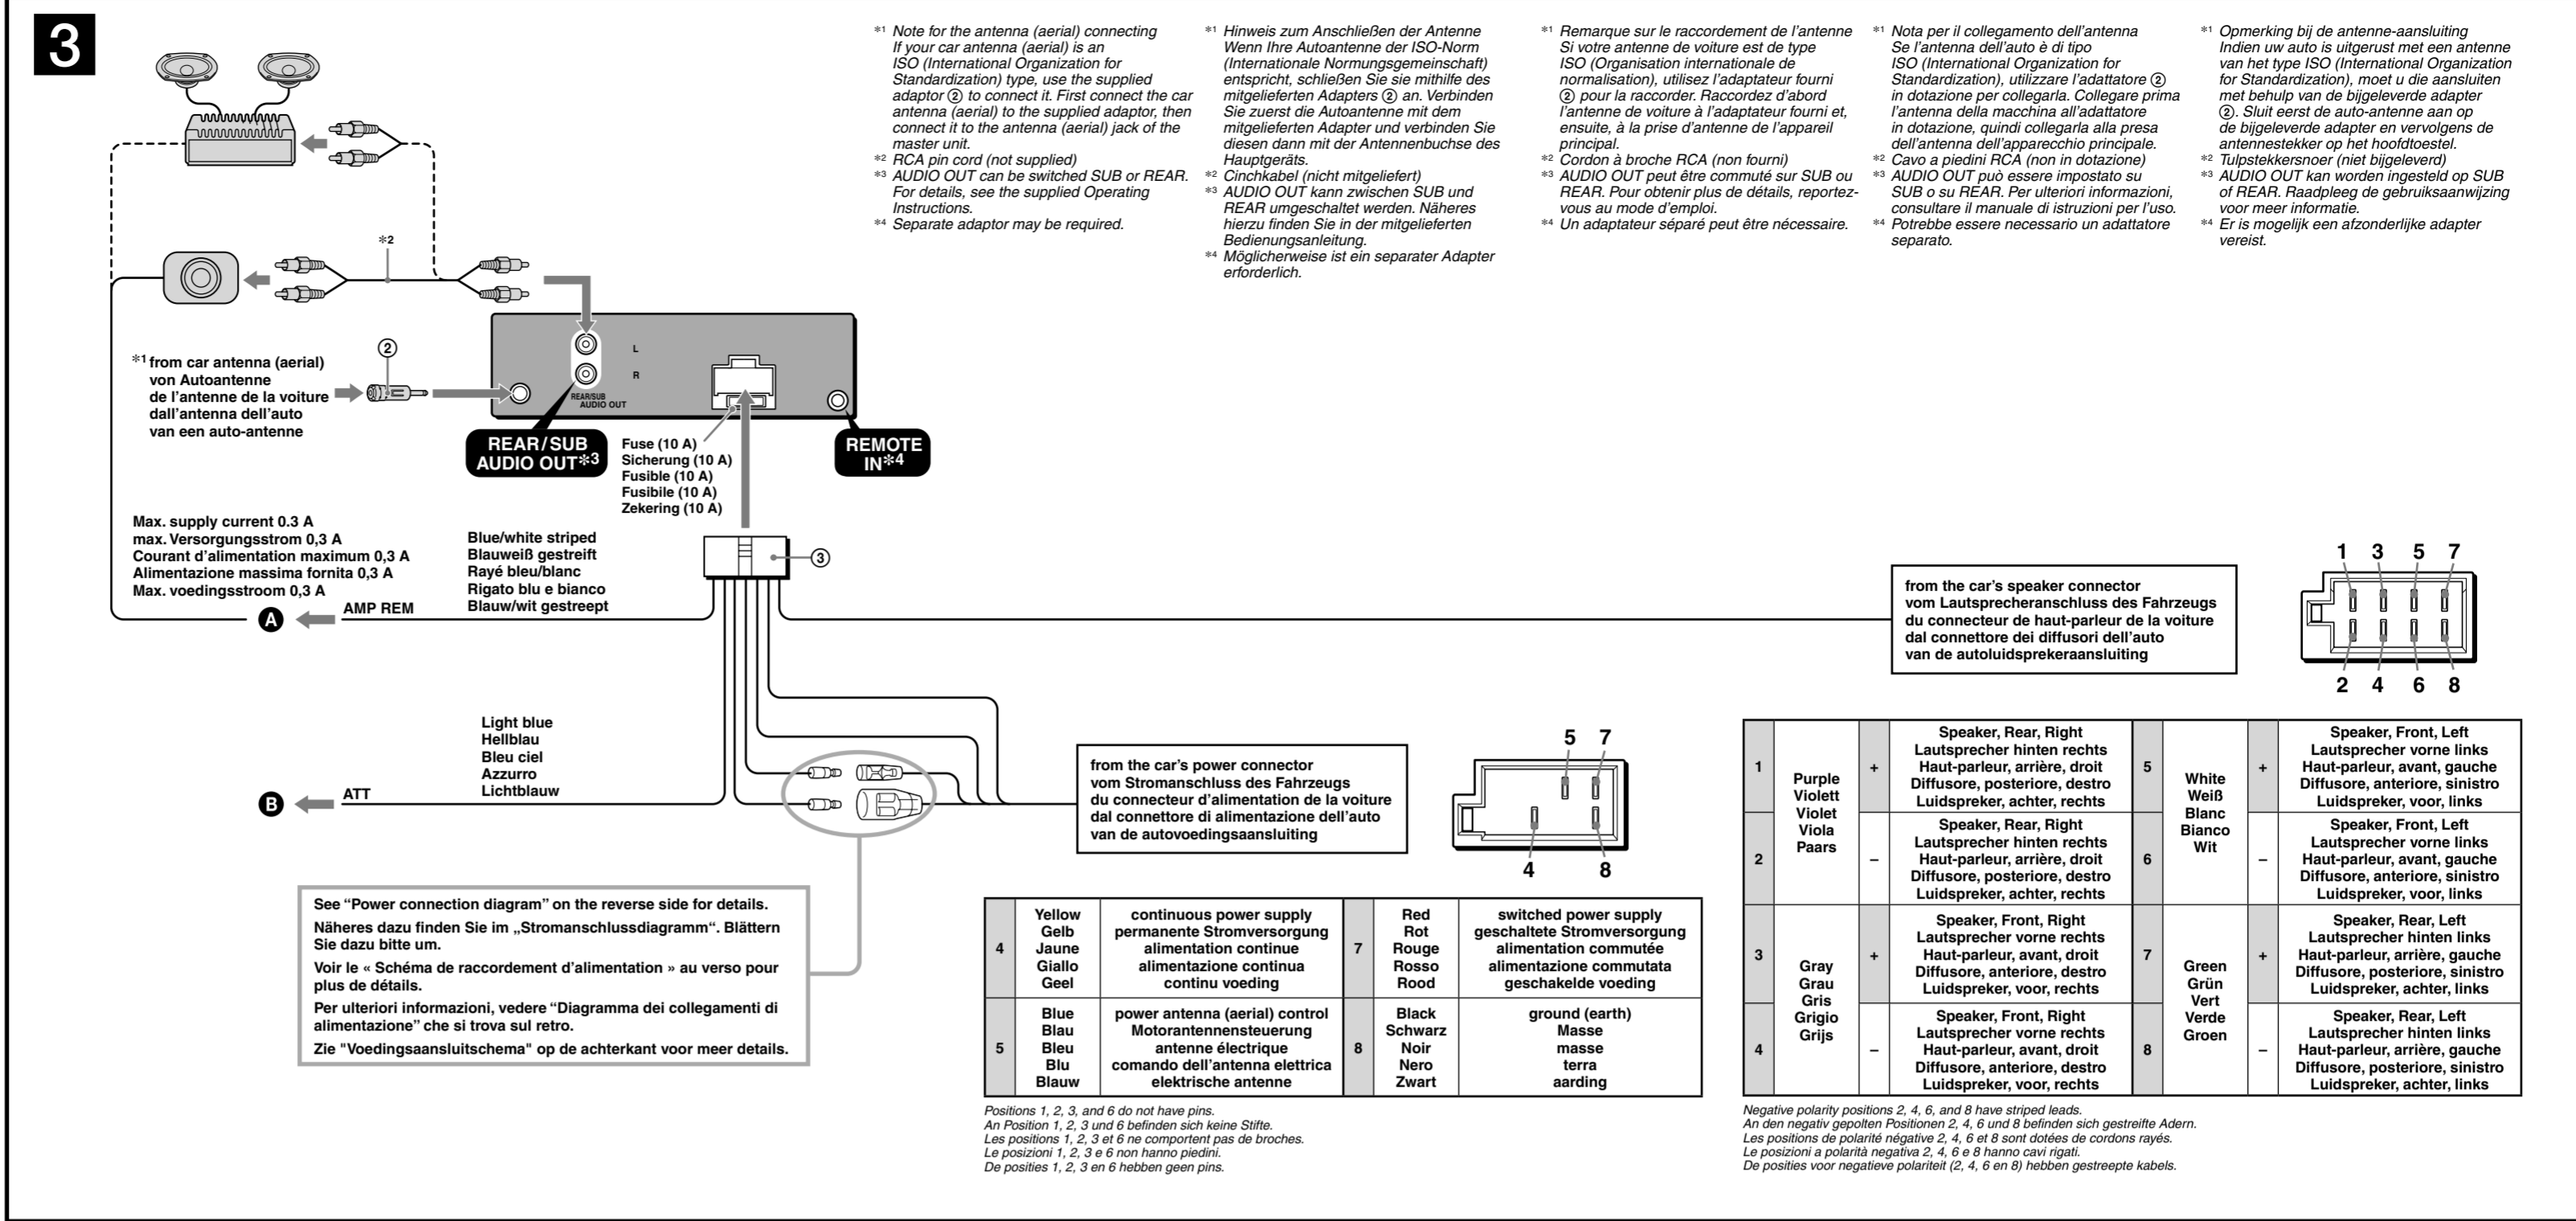 3
*1 Note for the antenna (aerial) connecting
If your car antenna (aerial) is an
ISO (International Organization for
Standardization) type, use the supplied
adaptor ② to connect it. First connect the car
antenna (aerial) to the supplied adaptor, then
connect it to the antenna (aerial) jack of the
master unit.
*2 RCA pin cord (not supplied)
*3 AUDIO OUT can be switched SUB or REAR.
For details, see the supplied Operating
Instructions.
*4 Separate adaptor may be required.
*1 Hinweis zum Anschließen der Antenne
Wenn Ihre Autoantenne der ISO-Norm
(Internationale Normungsgemeinschaft)
entspricht, schließen Sie sie mithilfe des
mitgelieferten Adapters ② an. Verbinden
Sie zuerst die Autoantenne mit dem
mitgelieferten Adapter und verbinden Sie
diesen dann mit der Antennenbuchse des
Hauptgeräts.
*2 Cinchkabel (nicht mitgeliefert)
*3 AUDIO OUT kann zwischen SUB und
REAR umgeschaltet werden. Näheres
hierzu finden Sie in der mitgelieferten
Bedienungsanleitung.
*4 Möglicherweise ist ein separater Adapter
erforderlich.
*1 Remarque sur le raccordement de l'antenne
Si votre antenne de voiture est de type
ISO (Organisation internationale de
normalisation), utilisez l'adaptateur fourni
② pour la raccorder. Raccordez d'abord
l'antenne de voiture à l'adaptateur fourni et,
ensuite, à la prise d'antenne de l'appareil
principal.
*2 Cordon à broche RCA (non fourni)
*3 AUDIO OUT peut être commuté sur SUB ou
REAR. Pour obtenir plus de détails, reportez-
vous au mode d'emploi.
*4 Un adaptateur séparé peut être nécessaire.
*1 Nota per il collegamento dell'antenna
Se l'antenna dell'auto è di tipo
ISO (International Organization for
Standardization), utilizzare l'adattatore ②
in dotazione per collegarla. Collegare prima
l'antenna della macchina all'adattatore
in dotazione, quindi collegarla alla presa
dell'antenna dell'apparecchio principale.
*2 Cavo a piedini RCA (non in dotazione)
*3 AUDIO OUT può essere impostato su
SUB o su REAR. Per ulteriori informazioni,
consultare il manuale di istruzioni per l'uso.
*4 Potrebbe essere necessario un adattatore
separato.
*1 Opmerking bij de antenne-aansluiting
Indien uw auto is uitgerust met een antenne
van het type ISO (International Organization
for Standardization), moet u die aansluiten
met behulp van de bijgeleverde adapter
②. Sluit eerst de auto-antenne aan op
de bijgeleverde adapter en vervolgens de
antennestekker op het hoofdtoestel.
*2 Tulpstekkersnoer (niet bijgeleverd)
*3 AUDIO OUT kan worden ingesteld op SUB
of REAR. Raadpleeg de gebruiksaanwijzing
voor meer informatie.
*4 Er is mogelijk een afzonderlijke adapter
vereist.
*2
*1 from car antenna (aerial)
von Autoantenne
de l'antenne de la voiture
dall'antenna dell'auto
van een auto-antenne
②
L
R
REAR/SUB
AUDIO OUT
REAR/SUB
AUDIO OUT*3
Fuse (10 A)
Sicherung (10 A)
Fusible (10 A)
Fusibile (10 A)
Zekering (10 A)
REMOTE
IN*4
Max. supply current 0.3 A
max. Versorgungsstrom 0,3 A
Courant d'alimentation maximum 0,3 A
Alimentazione massima fornita 0,3 A
Max. voedingsstroom 0,3 A
Blue/white striped
Blauweiß gestreift
Rayé bleu/blanc
Rigato blu e bianco
Blauw/wit gestreept
③
A
AMP REM
from the car's speaker connector
vom Lautsprecheranschluss des Fahrzeugs
du connecteur de haut-parleur de la voiture
dal connettore dei diffusori dell'auto
van de autoluidsprekeraansluiting
1 3 5 7
2 4 6 8
Light blue
Hellblau
Bleu ciel
Azzurro
Lichtblauw
B
ATT
from the car's power connector
vom Stromanschluss des Fahrzeugs
du connecteur d'alimentation de la voiture
dal connettore di alimentazione dell'auto
van de autovoedingsaansluiting
5 7
4 8
See “Power connection diagram” on the reverse side for details.
Näheres dazu finden Sie im „Stromanschlussdiagramm“. Blättern
Sie dazu bitte um.
Voir le « Schéma de raccordement d'alimentation » au verso pour
plus de détails.
Per ulteriori informazioni, vedere “Diagramma dei collegamenti di
alimentazione” che si trova sul retro.
Zie "Voedingsaansluitschema" op de achterkant voor meer details.
4
Yellow
Gelb
Jaune
Giallo
Geel
continuous power supply
permanente Stromversorgung
alimentation continue
alimentazione continua
continu voeding
7
Red
Rot
Rouge
Rosso
Rood
switched power supply
geschaltete Stromversorgung
alimentation commutée
alimentazione commutata
geschakelde voeding
5
Blue
Blau
Bleu
Blu
Blauw
power antenna (aerial) control
Motorantennensteuerung
antenne électrique
comando dell'antenna elettrica
elektrische antenne
8
Black
Schwarz
Noir
Nero
Zwart
ground (earth)
Masse
masse
terra
aarding
Positions 1, 2, 3, and 6 do not have pins.
An Position 1, 2, 3 und 6 befinden sich keine Stifte.
Les positions 1, 2, 3 et 6 ne comportent pas de broches.
Le posizioni 1, 2, 3 e 6 non hanno piedini.
De posities 1, 2, 3 en 6 hebben geen pins.
1
Purple
Violett
Violet
Viola
Paars
+
Speaker, Rear, Right
Lautsprecher hinten rechts
Haut-parleur, arrière, droit
Diffusore, posteriore, destro
Luidspreker, achter, rechts
5
White
Weiß
Blanc
Bianco
Wit
+
Speaker, Front, Left
Lautsprecher vorne links
Haut-parleur, avant, gauche
Diffusore, anteriore, sinistro
Luidspreker, voor, links
2
–
Speaker, Rear, Right
Lautsprecher hinten rechts
Haut-parleur, arrière, droit
Diffusore, posteriore, destro
Luidspreker, achter, rechts
6
–
Speaker, Front, Left
Lautsprecher vorne links
Haut-parleur, avant, gauche
Diffusore, anteriore, sinistro
Luidspreker, voor, links
3
Gray
Grau
Gris
Grigio
Grijs
+
Speaker, Front, Right
Lautsprecher vorne rechts
Haut-parleur, avant, droit
Diffusore, anteriore, destro
Luidspreker, voor, rechts
7
Green
Grün
Vert
Verde
Groen
+
Speaker, Rear, Left
Lautsprecher hinten links
Haut-parleur, arrière, gauche
Diffusore, posteriore, sinistro
Luidspreker, achter, links
4
–
Speaker, Front, Right
Lautsprecher vorne rechts
Haut-parleur, avant, droit
Diffusore, anteriore, destro
Luidspreker, voor, rechts
8
–
Speaker, Rear, Left
Lautsprecher hinten links
Haut-parleur, arrière, gauche
Diffusore, posteriore, sinistro
Luidspreker, achter, links
Negative polarity positions 2, 4, 6, and 8 have striped leads.
An den negativ gepolten Positionen 2, 4, 6 und 8 befinden sich gestreifte Adern.
Les positions de polarité négative 2, 4, 6 et 8 sont dotées de cordons rayés.
Le posizioni a polarità negativa 2, 4, 6 e 8 hanno cavi rigati.
De posities voor negatieve polariteit (2, 4, 6 en 8) hebben gestreepte kabels.